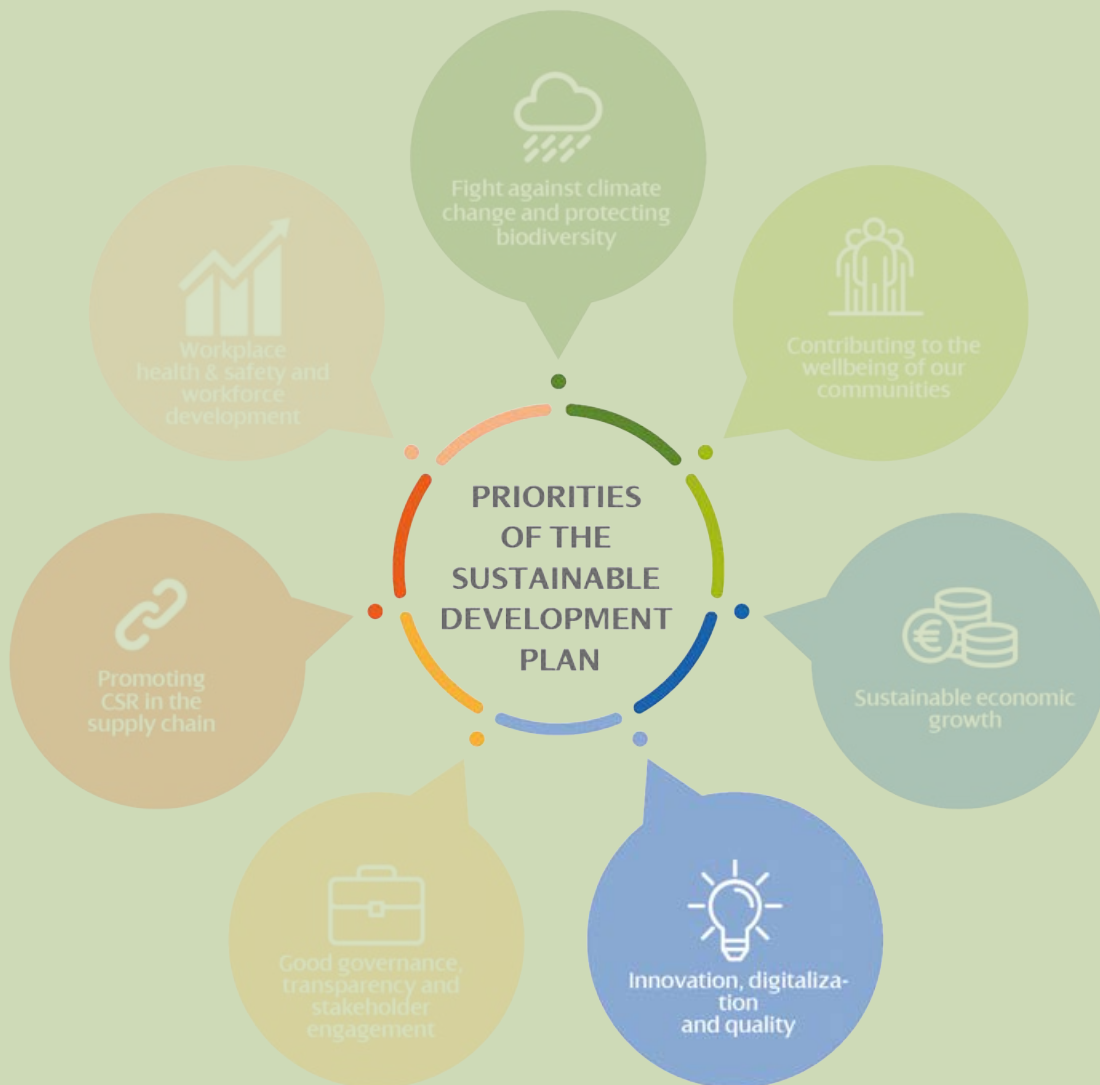 Fight against climate
change and protecting
biodiversity
Workplace
health & safety and
workforce
development
Contributing to the
wellbeing of our
communities
PRIORITIES
OF THE
SUSTAINABLE
DEVELOPMENT
PLAN
Promoting
CSR in the
supply chain
€
Sustainable economic
growth
Good governance,
transparency and
stakeholder
engagement
Innovation, digitaliza-
tion
and quality